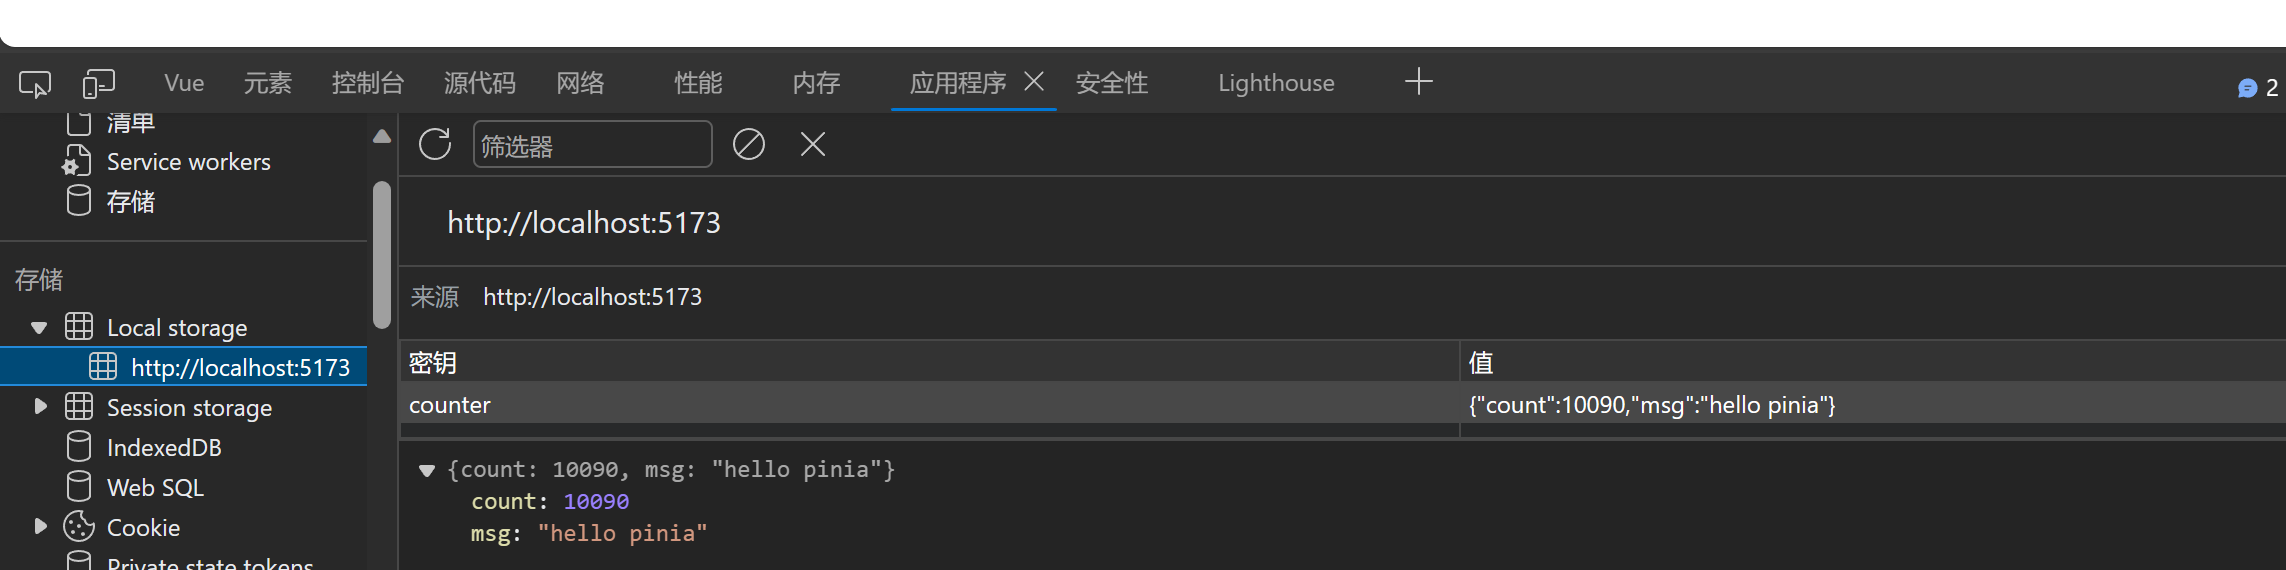 Vue 元素 控制台 源代码 网络 性能 内存 应用程序 安全性 Lighthouse 2
清单
Service workers
存储
存储
Local storage
http://localhost:5173
Session storage
IndexedDB
Web SQL
Cookie
Private state tokens
筛选器
http://localhost:5173
来源 http://localhost:5173
密钥 值
counter {"count":10090,"msg":"hello pinia"}
{count: 10090, msg: "hello pinia"}
count: 10090
msg: "hello pinia"